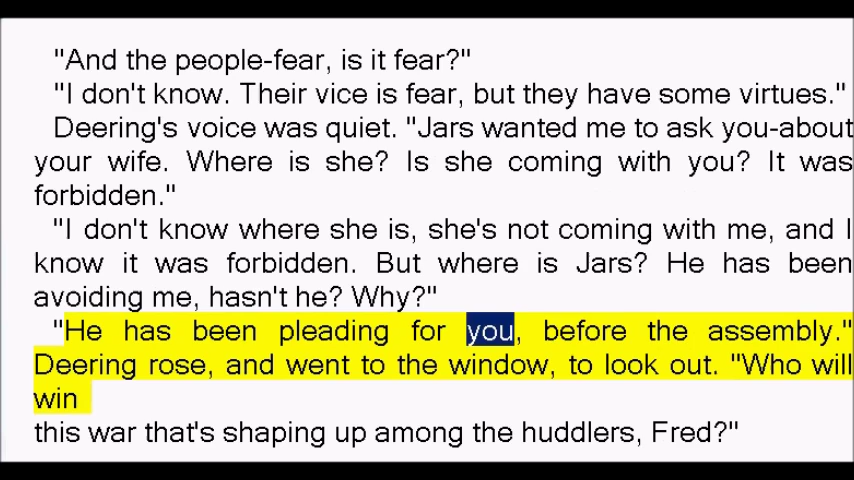 "And the people-fear, is it fear?"
"I don't know. Their vice is fear, but they have some virtues."
Deering's voice was quiet. "Jars wanted me to ask you-about
your wife. Where is she? Is she coming with you? It was
forbidden."
"I don't know where she is, she's not coming with me, and I
know it was forbidden. But where is Jars? He has been
avoiding me, hasn't he? Why?"
"He has been pleading for you, before the assembly."
Deering rose, and went to the window, to look out. "Who will
win
this war that's shaping up among the huddlers, Fred?"